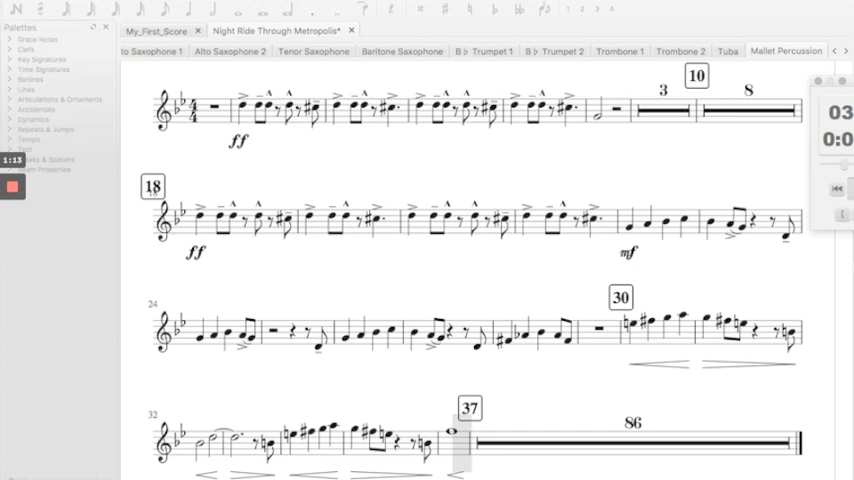 1 2 3 4
Palettes
My_First_Score
Night Ride Through Metropolis*
Grace Notes
Clefs
Key Signatures
Time Signatures
Barlines
Lines
Articulations & Ornaments
Accidentals
Dynamics
Repeats & Jumps
Tempo
Text
Beam Properties
1:13
to Saxophone 1
Alto Saxophone 2
Tenor Saxophone
Baritone Saxophone
B♭ Trumpet 1
B♭ Trumpet 2
Trombone 1
Trombone 2
Tuba
Mallet Percussion
3
10
8
4
4
ff
03
0:0
18
ff
mf
24
30
32
37
86